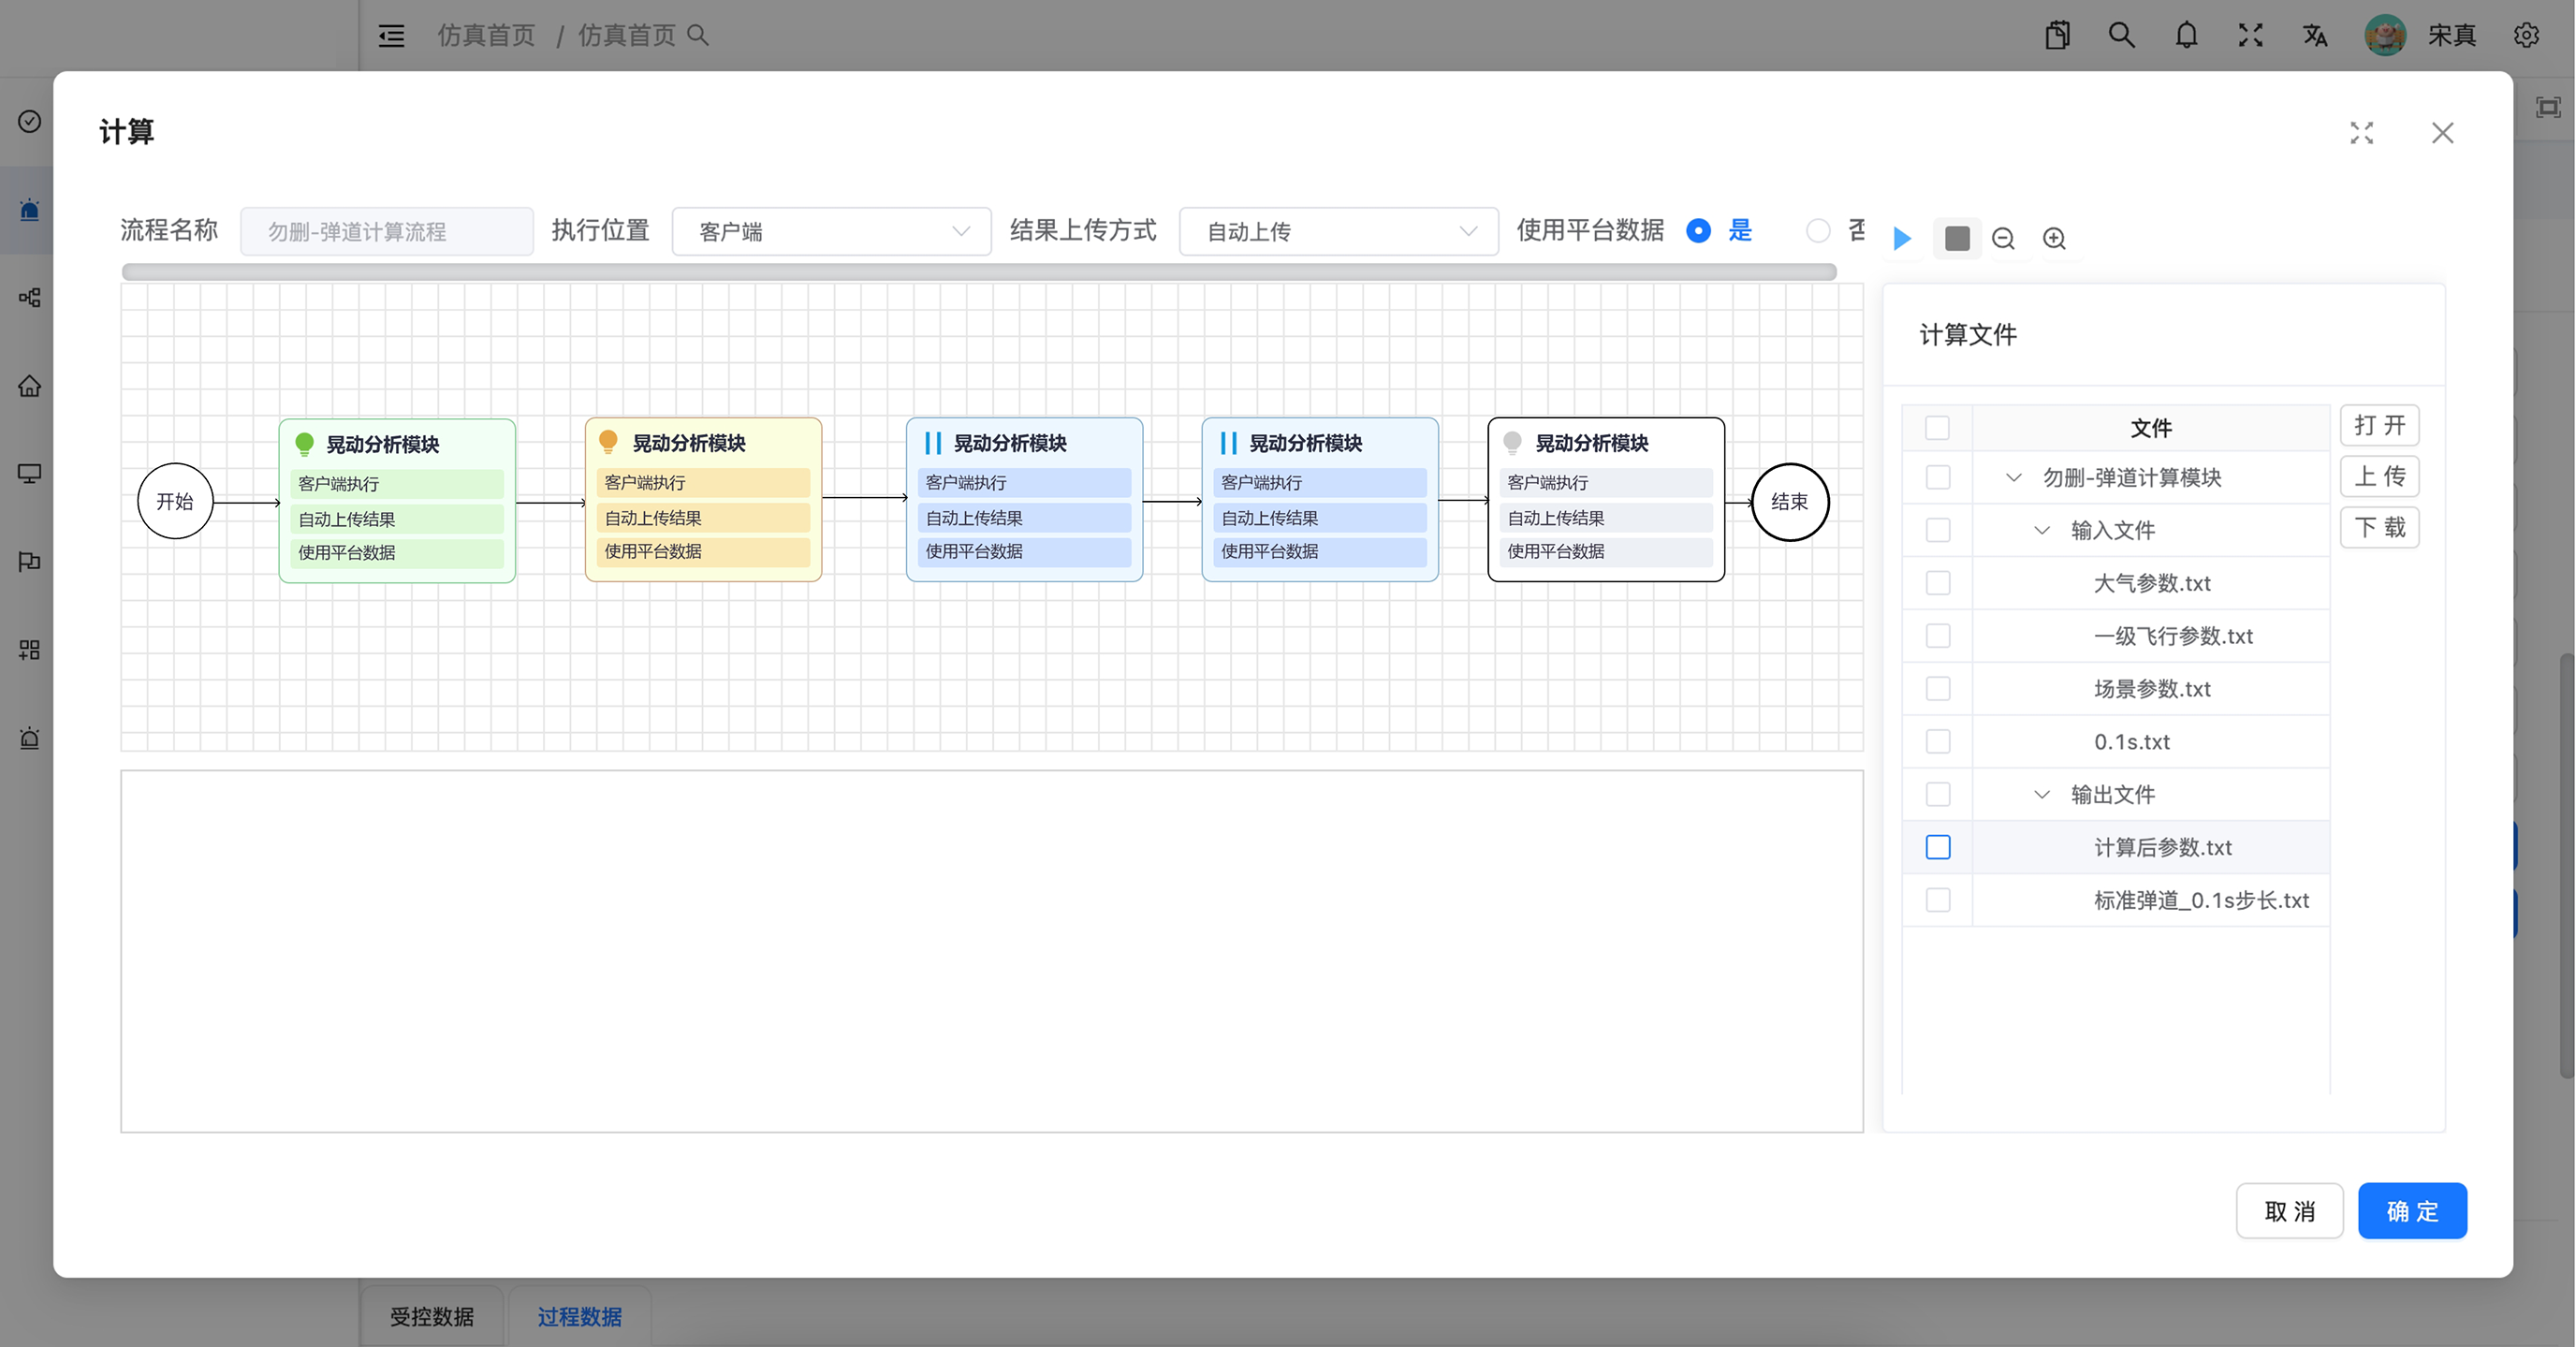 仿真首页 / 仿真首页
宋真
计算
流程名称 勿删-弹道计算流程 执行位置 客户端 结果上传方式 自动上传 使用平台数据 是 否
计算文件
开始
晃动分析模块
客户端执行
自动上传结果
使用平台数据
晃动分析模块
客户端执行
自动上传结果
使用平台数据
晃动分析模块
客户端执行
自动上传结果
使用平台数据
晃动分析模块
客户端执行
自动上传结果
使用平台数据
晃动分析模块
客户端执行
自动上传结果
使用平台数据
结束
文件
勿删-弹道计算模块
输入文件
大气参数.txt
一级飞行参数.txt
场景参数.txt
0.1s.txt
输出文件
计算后参数.txt
标准弹道_0.1s步长.txt
打 开
上 传
下 载
取 消 确 定
受控数据 过程数据